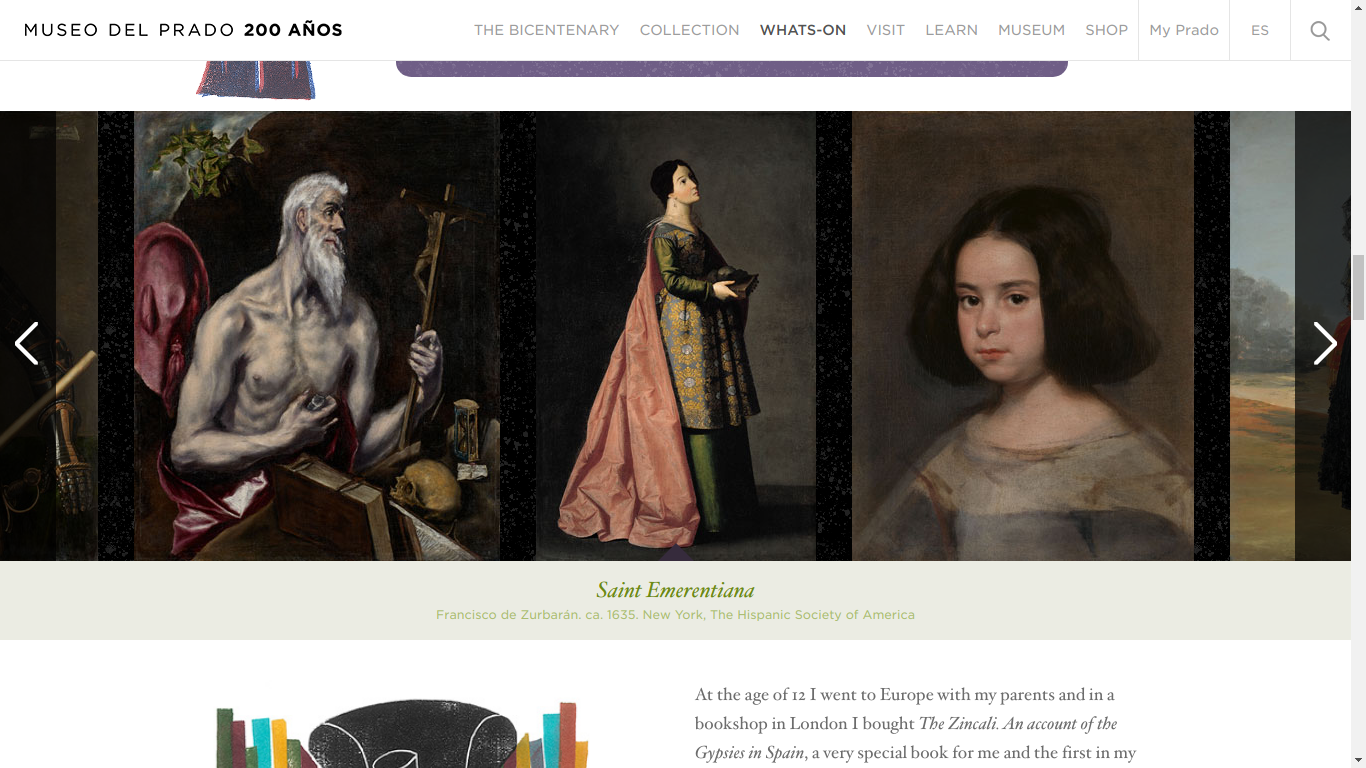 MUSEO DEL PRADO 200 AÑOS
THE BICENTENARY COLLECTION WHATS-ON VISIT LEARN MUSEUM SHOP My Prado ES
Saint Emerentiana
Francisco de Zurbarán. ca. 1635. New York, The Hispanic Society of America
At the age of 12 I went to Europe with my parents and in a
bookshop in London I bought The Zincali. An account of the
Gypsies in Spain, a very special book for me and the first in my